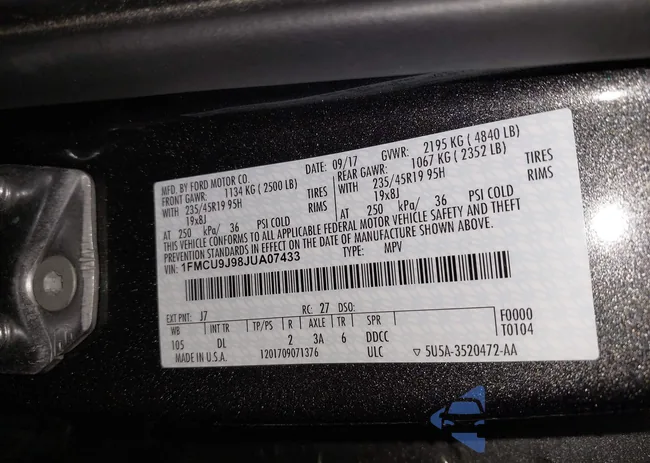 MFD. BY FORD MOTOR CO.
DATE: 09/17 GVWR: 2195 KG ( 4840 LB)
FRONT GAWR: 1134 KG ( 2500 LB) REAR GAWR: 1067 KG ( 2352 LB)
WITH 235/45R19 95H TIRES WITH 235/45R19 95H TIRES
19x8J RIMS 19x8J RIMS
AT 250 kPa/ 36 PSI COLD AT 250 kPa/ 36 PSI COLD
THIS VEHICLE CONFORMS TO ALL APPLICABLE FEDERAL MOTOR VEHICLE SAFETY AND THEFT
PREVENTION STANDARDS IN EFFECT ON THE DATE OF MANUFACTURE SHOWN ABOVE.
VIN: 1FMCU9J98JUA07433 TYPE: MPV
EXT PNT: J7 RC: 27 DSO: F0000
WB INT TR TP/PS R AXLE TR SPR T0104
105 DL 2 3A 6 DDCC
MADE IN U.S.A. 1201709071376 ULC ▽ 5U5A-3520472-AA